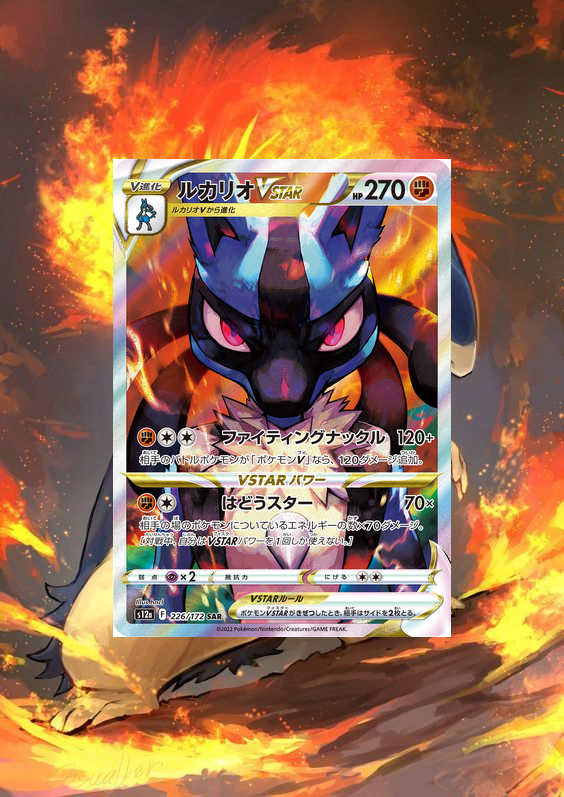 V進化 ルカリオVSTAR HP 270
ルカリオVから進化
ファイティングナックル 120+
相手のバトルポケモンが「ポケモンV」なら、120ダメージ追加。
VSTARパワー
はどうスター 70×
相手の場のポケモンについているエネルギーの数×70ダメージ。
[対戦中、自分はVSTARパワーを1回しか使えない。]
弱点 ×2 抵抗力 にげる
Illus. hncl
VSTARルール
s12a F 226/172 SAR
ポケモンVSTARがきぜつしたとき、相手はサイドを2枚とる。
©2022 Pokémon/Nintendo/Creatures/GAME FREAK.